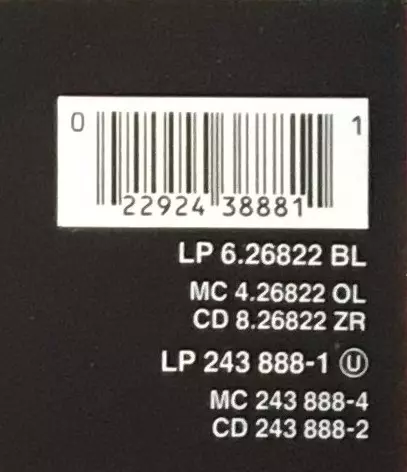 0 22924 38881 1
LP 6.26822 BL
MC 4.26822 OL
CD 8.26822 ZR
LP 243 888-1 Ⓤ
MC 243 888-4
CD 243 888-2